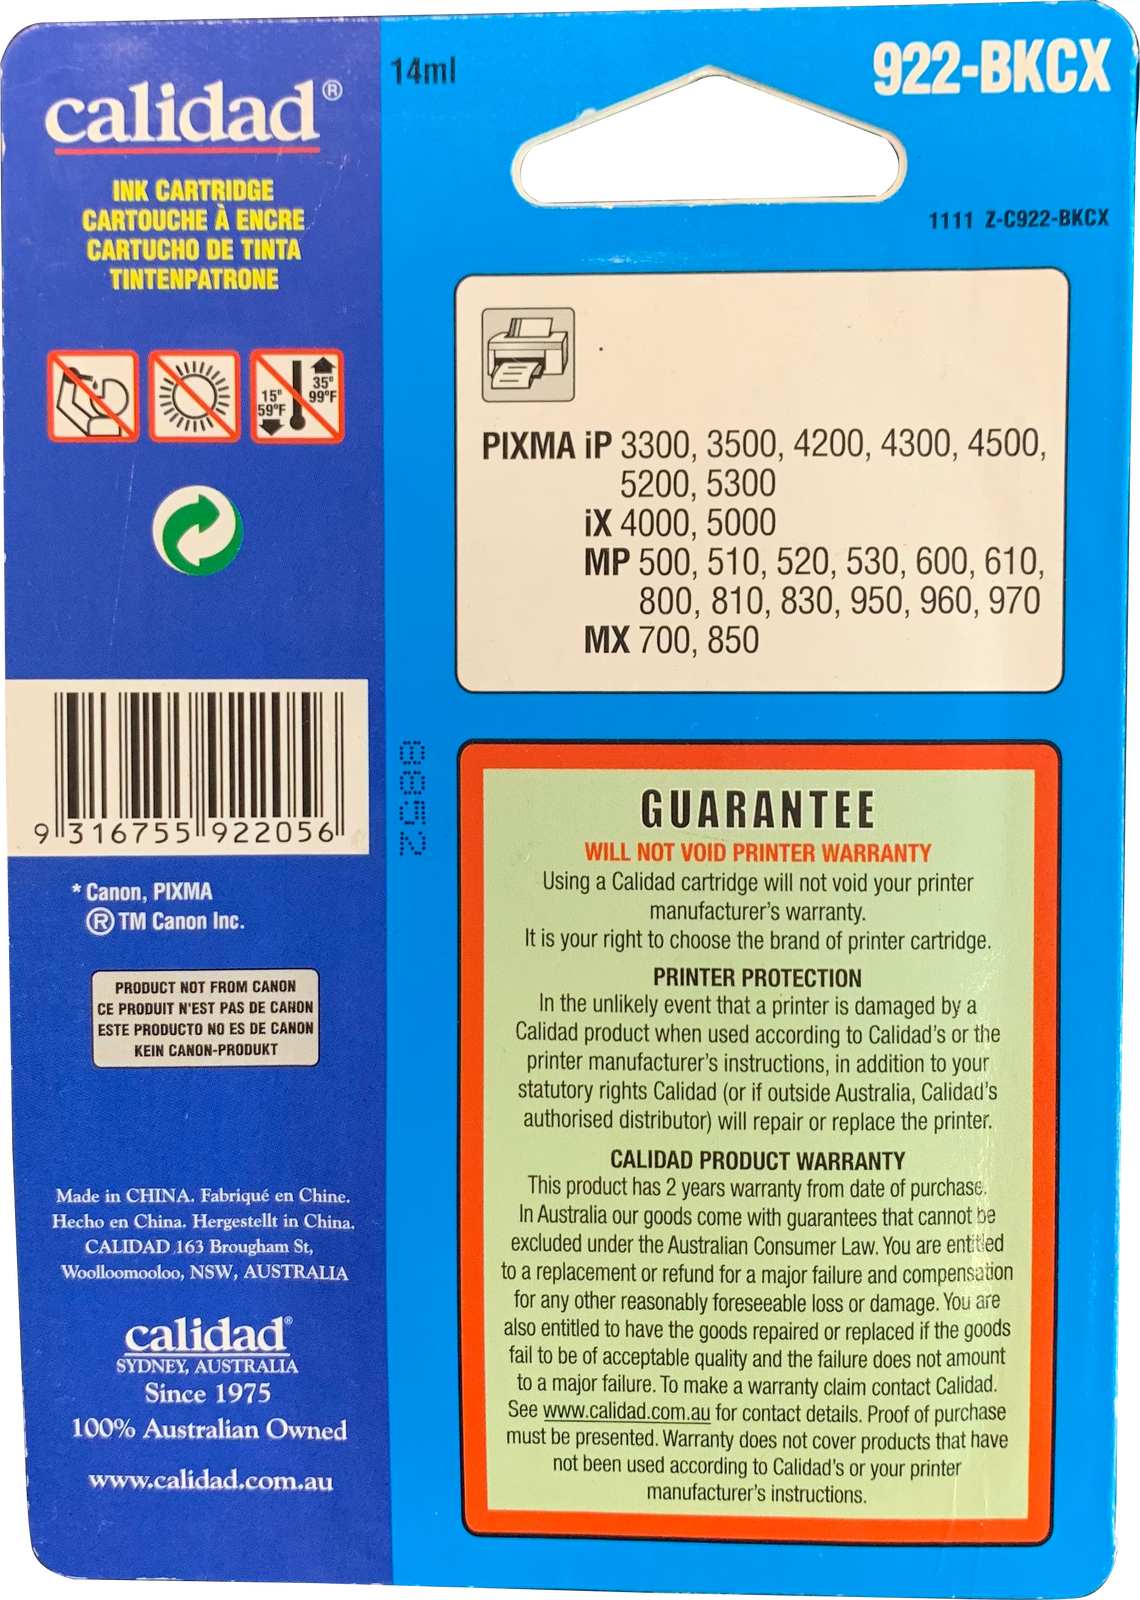 calidad®
INK CARTRIDGE
CARTOUCHE À ENCRE
CARTUCHO DE TINTA
TINTENPATRONE
15°
59°F
35°
99°F
9 316755 922056
* Canon, PIXMA
® TM Canon Inc.
PRODUCT NOT FROM CANON
CE PRODUIT N'EST PAS DE CANON
ESTE PRODUCTO NO ES DE CANON
KEIN CANON-PRODUKT
Made in CHINA. Fabriqué en Chine.
Hecho en China. Hergestellt in China.
CALIDAD 163 Brougham St,
Woolloomooloo, NSW, AUSTRALIA
calidad®
SYDNEY, AUSTRALIA
Since 1975
100% Australian Owned
www.calidad.com.au
14ml
922-BKCX
1111 Z-C922-BKCX
PIXMA iP 3300, 3500, 4200, 4300, 4500,
5200, 5300
iX 4000, 5000
MP 500, 510, 520, 530, 600, 610,
800, 810, 830, 950, 960, 970
MX 700, 850
8852
GUARANTEE
WILL NOT VOID PRINTER WARRANTY
Using a Calidad cartridge will not void your printer
manufacturer's warranty.
It is your right to choose the brand of printer cartridge.
PRINTER PROTECTION
In the unlikely event that a printer is damaged by a
Calidad product when used according to Calidad's or the
printer manufacturer's instructions, in addition to your
statutory rights Calidad (or if outside Australia, Calidad's
authorised distributor) will repair or replace the printer.
CALIDAD PRODUCT WARRANTY
This product has 2 years warranty from date of purchase.
In Australia our goods come with guarantees that cannot be
excluded under the Australian Consumer Law. You are entitled
to a replacement or refund for a major failure and compensation
for any other reasonably foreseeable loss or damage. You are
also entitled to have the goods repaired or replaced if the goods
fail to be of acceptable quality and the failure does not amount
to a major failure. To make a warranty claim contact Calidad.
See www.calidad.com.au for contact details. Proof of purchase
must be presented. Warranty does not cover products that have
not been used according to Calidad's or your printer
manufacturer's instructions.